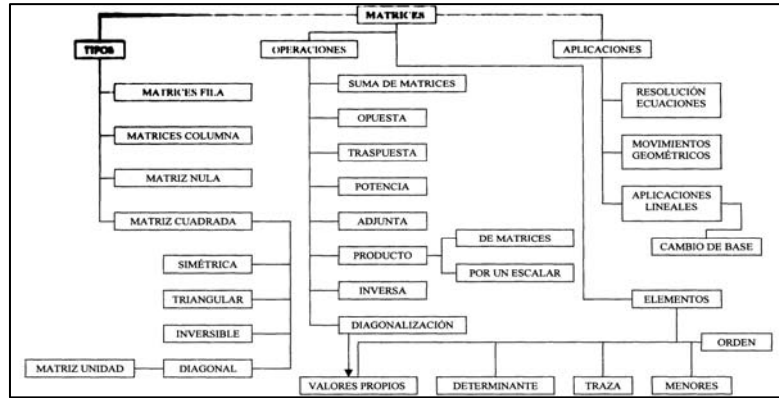 MATRICES
TIPOS
OPERACIONES
APLICACIONES
MATRICES FILA
MATRICES COLUMNA
MATRIZ NULA
MATRIZ CUADRADA
SIMÉTRICA
TRIANGULAR
INVERSIBLE
MATRIZ UNIDAD
DIAGONAL
SUMA DE MATRICES
OPUESTA
TRASPUESTA
POTENCIA
ADJUNTA
PRODUCTO
DE MATRICES
POR UN ESCALAR
INVERSA
DIAGONALIZACIÓN
RESOLUCIÓN
ECUACIONES
MOVIMIENTOS
GEOMÉTRICOS
APLICACIONES
LINEALES
CAMBIO DE BASE
ELEMENTOS
ORDEN
VALORES PROPIOS
DETERMINANTE
TRAZA
MENORES